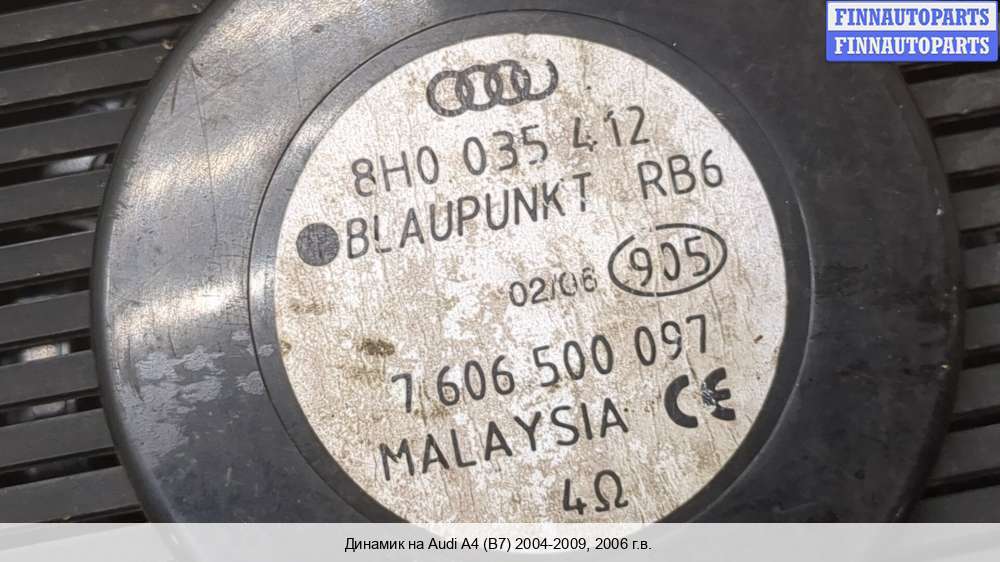 FINNAUTOPARTS
FINNAUTOPARTS
8H0 035 412
BLAUPUNKT RB6
02/06 905
7 606 500 097
MALAYSIA CE
4Ω
Динамик на Audi A4 (B7) 2004-2009, 2006 г.в.